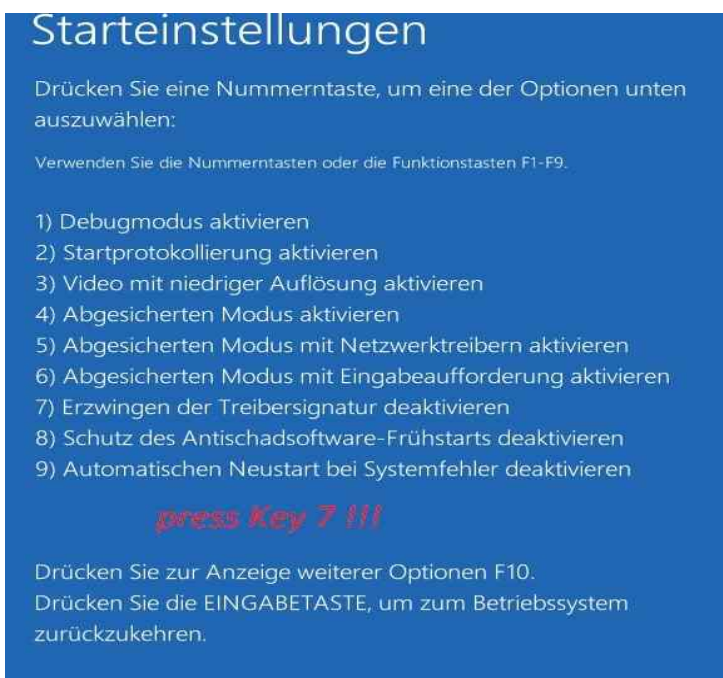 Starteinstellungen
Drücken Sie eine Nummerntaste, um eine der Optionen unten
auszuwählen:
Verwenden Sie die Nummerntasten oder die Funktionstasten F1-F9.
1) Debugmodus aktivieren
2) Startprotokollierung aktivieren
3) Video mit niedriger Auflösung aktivieren
4) Abgesicherten Modus aktivieren
5) Abgesicherten Modus mit Netzwerktreibern aktivieren
6) Abgesicherten Modus mit Eingabeaufforderung aktivieren
7) Erzwingen der Treibersignatur deaktivieren
8) Schutz des Antischadsoftware-Frühstarts deaktivieren
9) Automatischen Neustart bei Systemfehler deaktivieren
press Key 7 !!!
Drücken Sie zur Anzeige weiterer Optionen F10.
Drücken Sie die EINGABETASTE, um zum Betriebssystem
zurückzukehren.